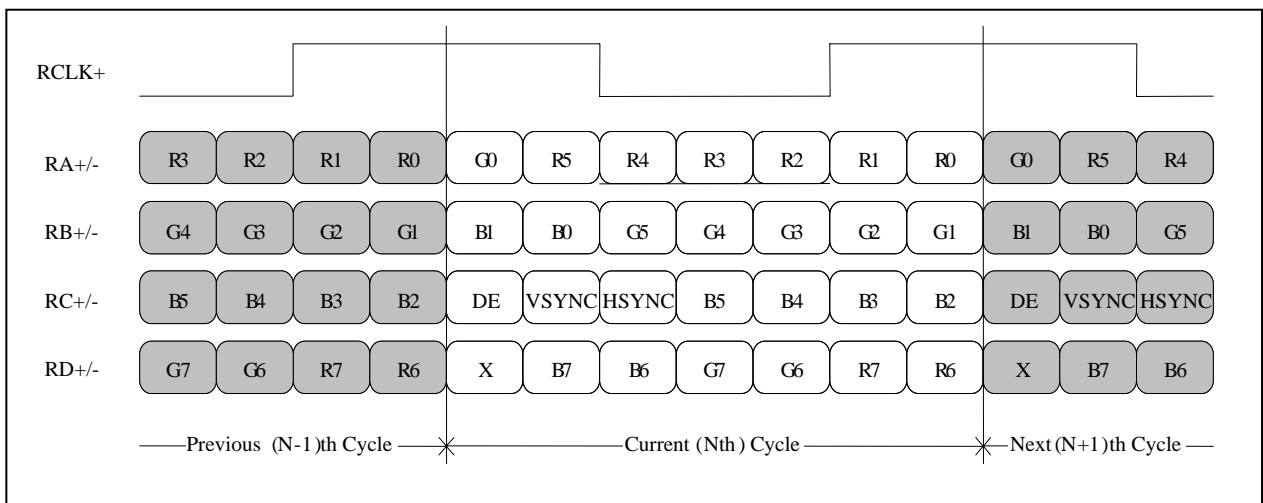 RCLK+
RA+/- R3 R2 R1 R0 G0 R5 R4 R3 R2 R1 R0 G0 R5 R4
RB+/- G4 G3 G2 G1 B1 B0 G5 G4 G3 G2 G1 B1 B0 G5
RC+/- B5 B4 B3 B2 DE VSYNC HSYNC B5 B4 B3 B2 DE VSYNC HSYNC
RD+/- G7 G6 R7 R6 X B7 B6 G7 G6 R7 R6 X B7 B6
Previous (N-1)th Cycle Current (Nth) Cycle Next (N+1)th Cycle